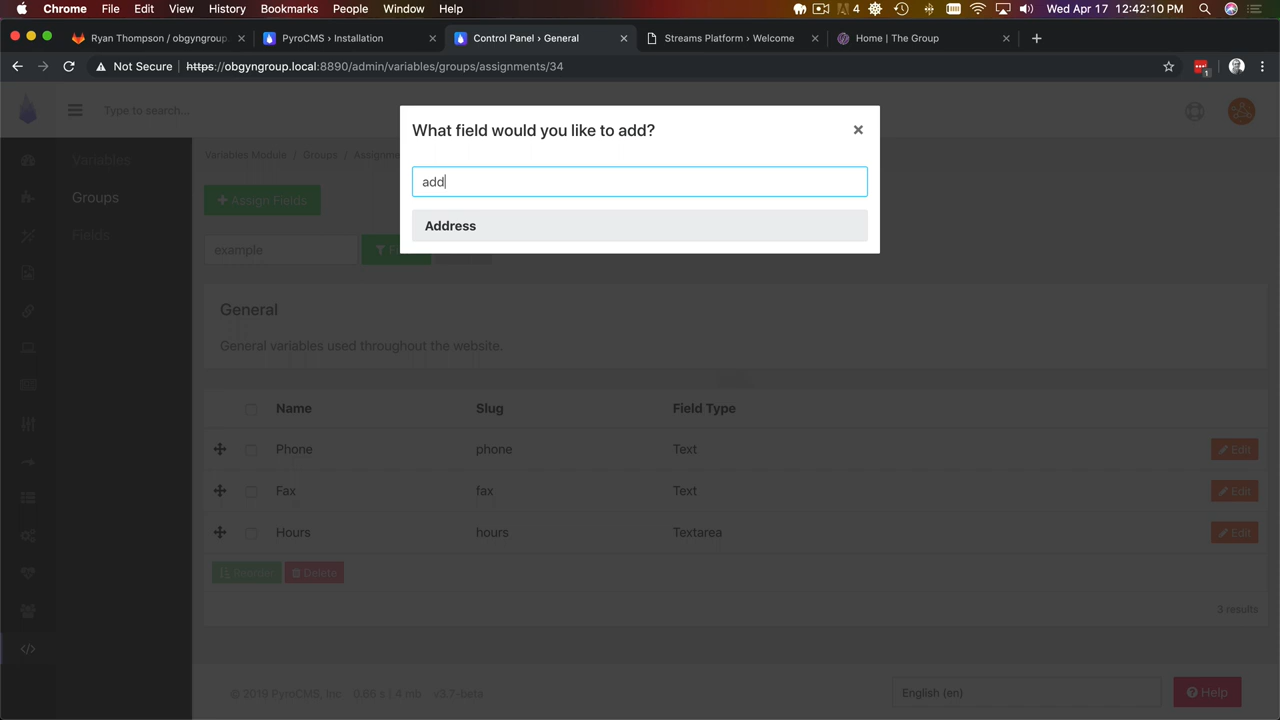 Chrome File Edit View History Bookmarks People Window Help
4
Wed Apr 17 12:42:10 PM
Ryan Thompson / obgyngroup.
PyroCMS › Installation
Control Panel › General
Streams Platform › Welcome
Home | The Group
Not Secure | https://obgyngroup.local:8890/admin/variables/groups/assignments/34
1
Type to search...
What field would you like to add?
add
Address
Variables
Groups
Fields
Variables Module / Groups / Assignme
Assign Fields
example
General
General variables used throughout the website.
Name Slug Field Type
Phone phone Text Edit
Fax fax Text Edit
Hours hours Textarea Edit
Reorder Delete
3 results
© 2019 PyroCMS, Inc 0.66 s / 4 mb v3.7-beta
English (en)
Help